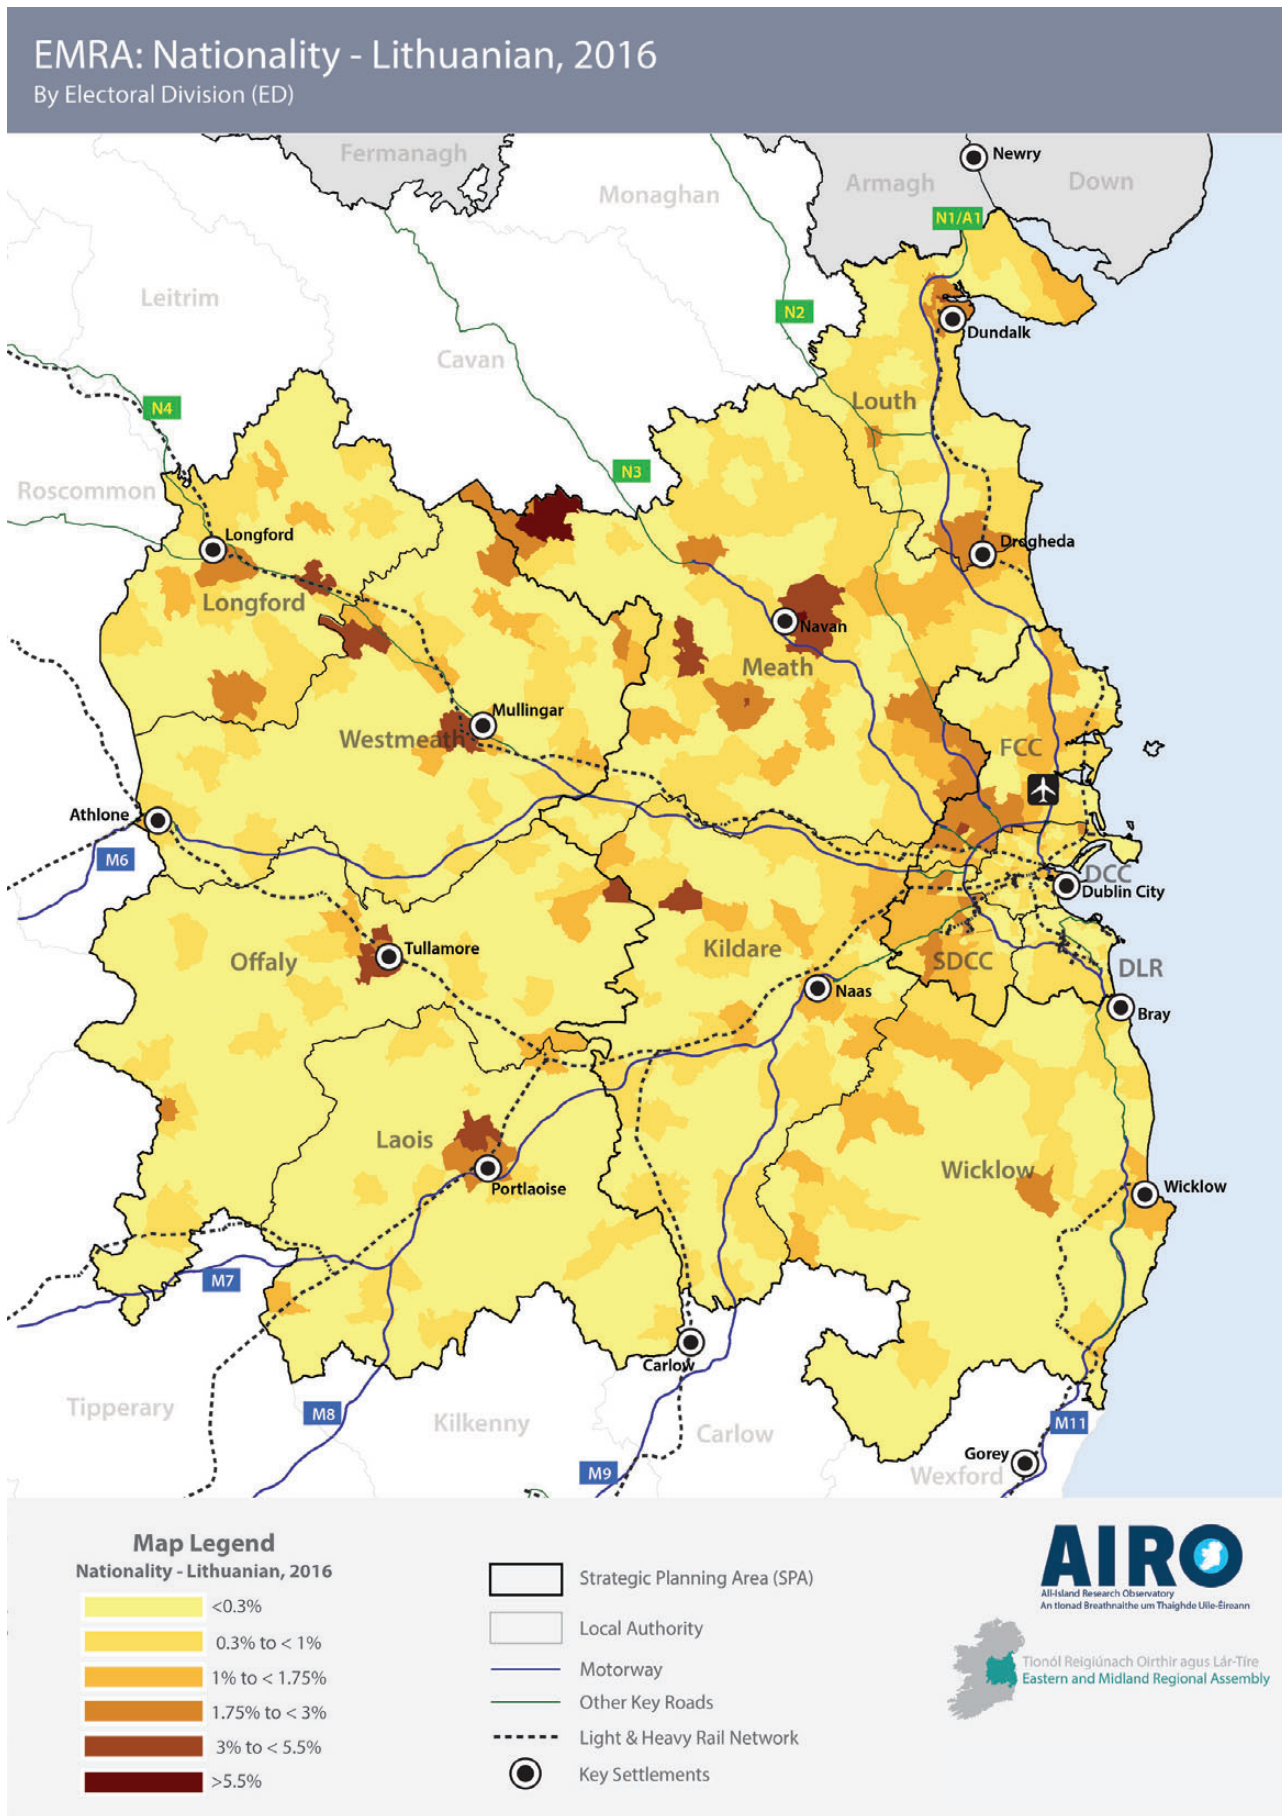 EMRA: Nationality - Lithuanian, 2016
By Electoral Division (ED)
Fermanagh
Newry
Monaghan
Armagh
Down
N1/A1
Leitrim
N2
Dundalk
Cavan
N4
Louth
N3
Roscommon
Longford
Drogheda
Longford
Navan
Meath
Mullingar
Westmeath
FCC
Athlone
M6
DCC
Dublin City
Tullamore
Offaly
Kildare
SDCC
DLR
Naas
Bray
Laois
Wicklow
Portlaoise
Wicklow
M7
Carlow
Tipperary
M8
Kilkenny
Carlow
M11
Gorey
Wexford
M9
Map Legend
Nationality - Lithuanian, 2016
<0.3%
0.3% to < 1%
1% to < 1.75%
1.75% to < 3%
3% to < 5.5%
>5.5%
Strategic Planning Area (SPA)
Local Authority
Motorway
Other Key Roads
Light & Heavy Rail Network
Key Settlements
AIRO
All-Island Research Observatory
An tIonad Breathnaithe um Thaighde Uile-Éireann
Tionól Reigiúnach Oirthir agus Lár-Tíre
Eastern and Midland Regional Assembly